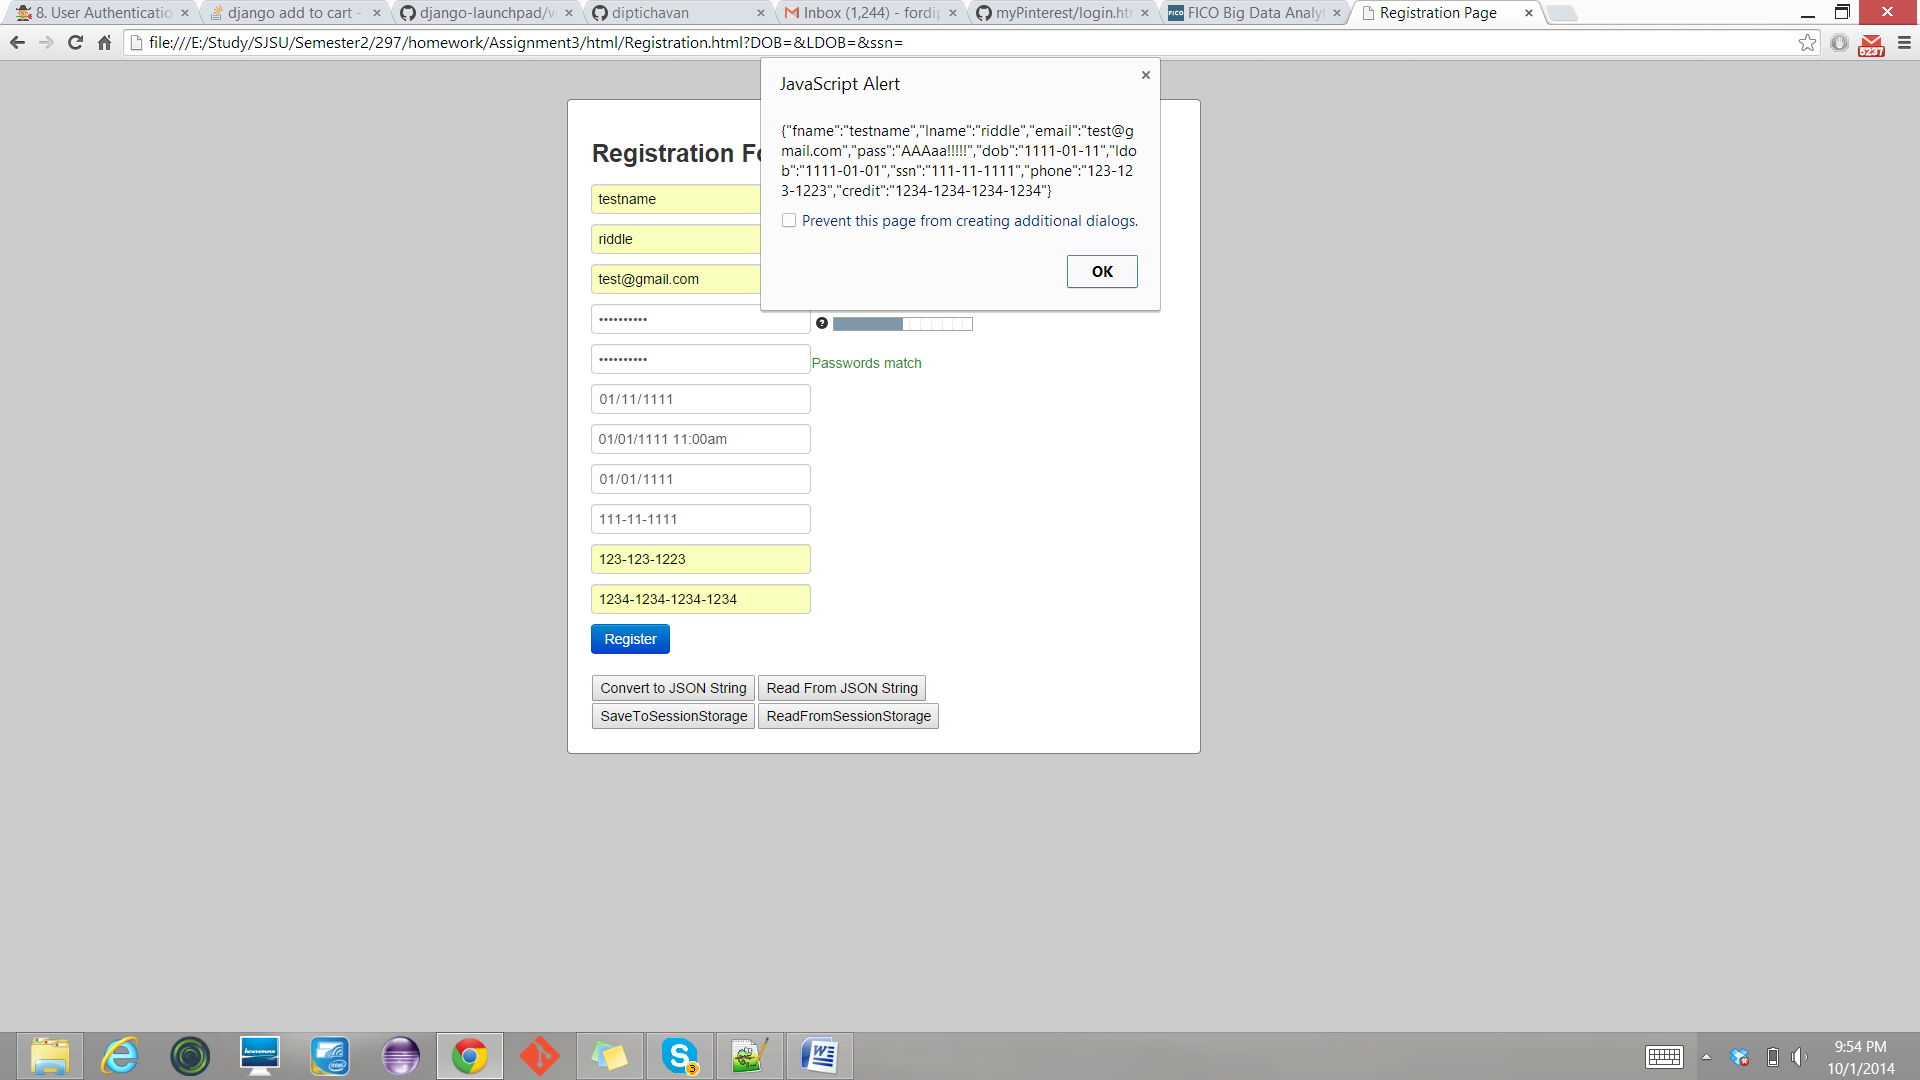 8. User Authenticatio
django add to cart -
django-launchpad/vi
diptichavan
Inbox (1,244) - fordip
myPinterest/login.htm
FICO Big Data Analyt
Registration Page
file:///E:/Study/SJSU/Semester2/297/homework/Assignment3/html/Registration.html?DOB=&LDOB=&ssn=
5237
JavaScript Alert
{"fname":"testname","lname":"riddle","email":"test@g
mail.com","pass":"AAAaa!!!!!","dob":"1111-01-11","ldo
b":"1111-01-01","ssn":"111-11-1111","phone":"123-12
3-1223","credit":"1234-1234-1234-1234"}
Prevent this page from creating additional dialogs.
OK
Registration Fo
testname
riddle
test@gmail.com
••••••••••
••••••••••
Passwords match
01/11/1111
01/01/1111 11:00am
01/01/1111
111-11-1111
123-123-1223
1234-1234-1234-1234
Register
Convert to JSON String
Read From JSON String
SaveToSessionStorage
ReadFromSessionStorage
9:54 PM
10/1/2014